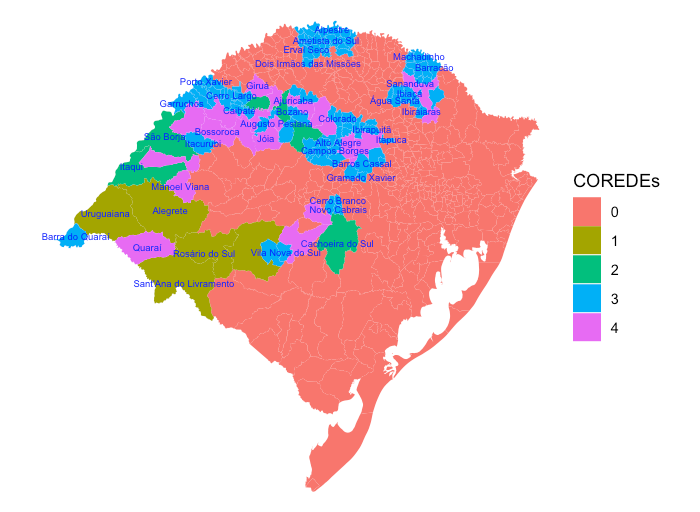 Alpestre
Ametista do Sul
Erval Seco
Dois Irmãos das Missões
Machadinho
Barracão
Sananduva
Ibiaçá
Água Santa
Ibiraiaras
Porto Xavier
Giruá
Cerro Largo
Garruchos
Caibaté
Ajuricaba
Bozano
Augusto Pestana
Colorado
Ibirapuitã
Bossoroca
São Borja
Itacurubi
Jóia
Alto Alegre
Itapuca
Campos Borges
Barros Cassal
Gramado Xavier
Itaqui
Manoel Viana
Cerro Branco
Novo Cabrais
Uruguaiana
Alegrete
Barra do Quaraí
Quaraí
Rosário do Sul
Vila Nova do Sul
Cachoeira do Sul
Sant'Ana do Livramento
COREDEs
0
1
2
3
4